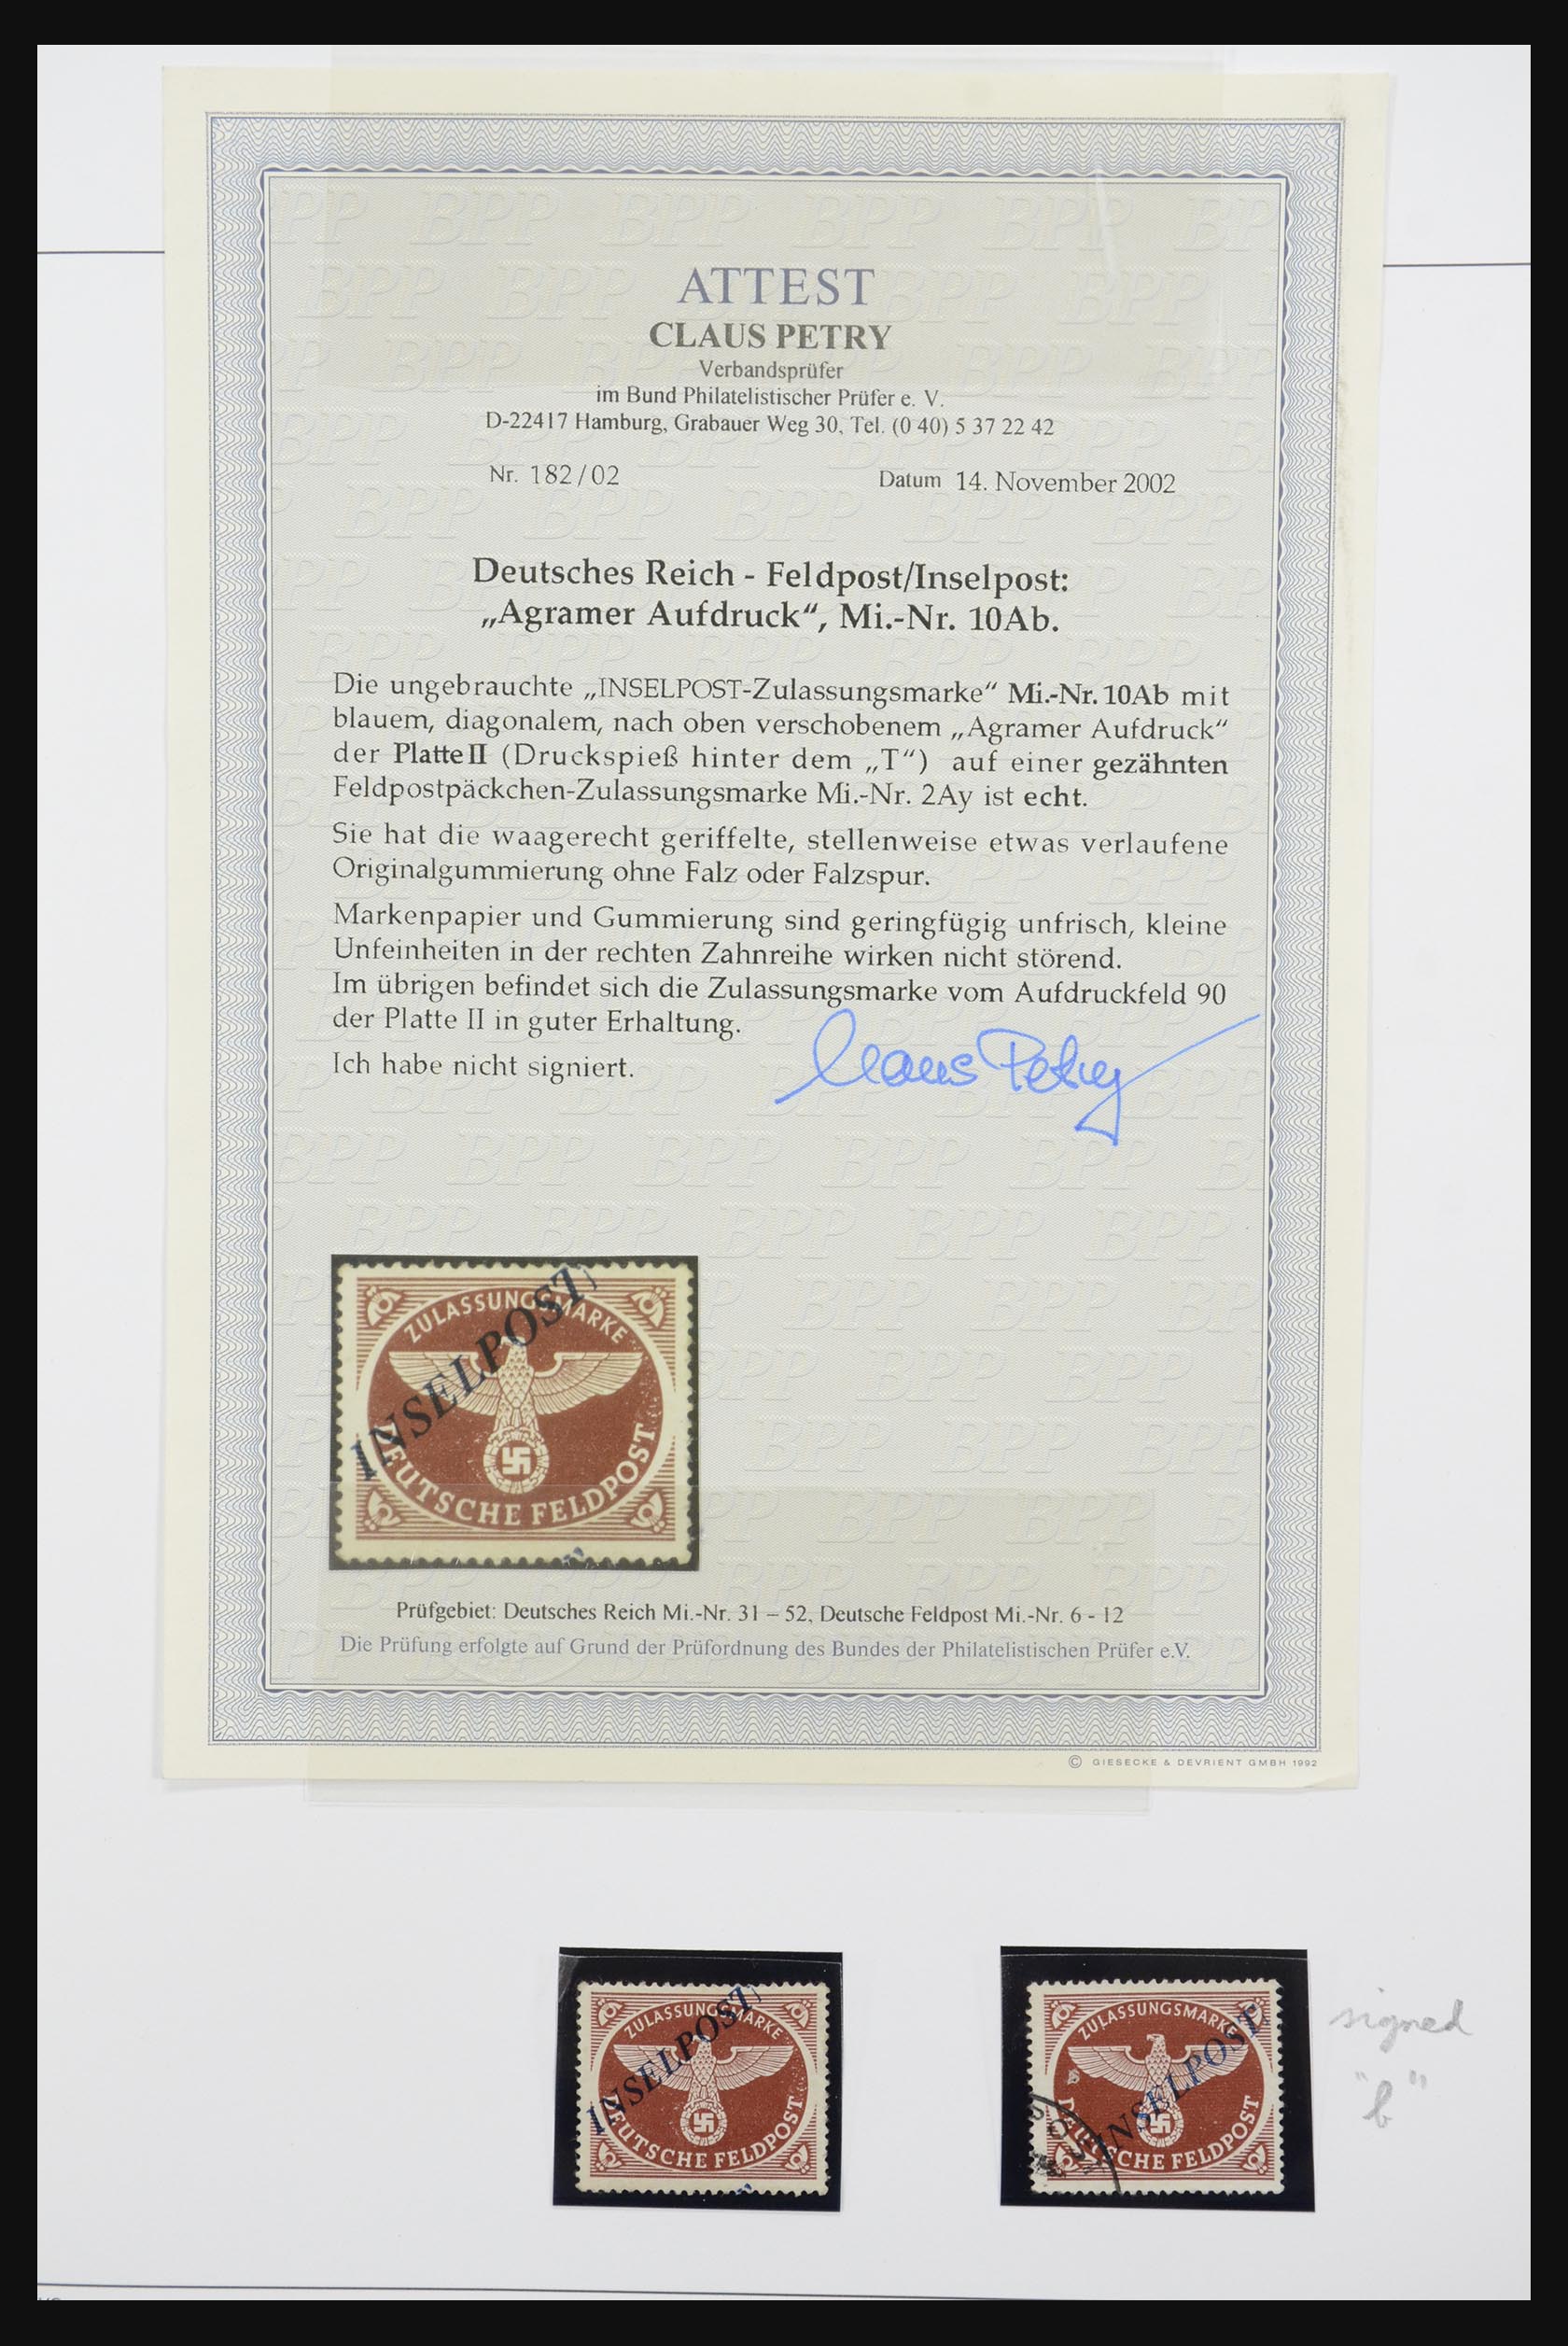 ATTEST
CLAUS PETRY
Verbandsprüfer
im Bund Philatelistischer Prüfer e. V.
D-22417 Hamburg, Grabauer Weg 30, Tel. (0 40) 5 37 22 42
Nr. 182/02 Datum 14. November 2002
Deutsches Reich - Feldpost/Inselpost:
„Agramer Aufdruck“, Mi.-Nr. 10Ab.
Die ungebrauchte „INSELPOST-Zulassungsmarke“ Mi.-Nr. 10Ab mit
blauem, diagonalem, nach oben verschobenem „Agramer Aufdruck“
der Platte II (Druckspieß hinter dem „T“) auf einer gezähnten
Feldpostpäckchen-Zulassungsmarke Mi.-Nr. 2Ay ist echt.
Sie hat die waagerecht geriffelte, stellenweise etwas verlaufene
Originalgummierung ohne Falz oder Falzspur.
Markenpapier und Gummierung sind geringfügig unfrisch, kleine
Unfeinheiten in der rechten Zahnreihe wirken nicht störend.
Im übrigen befindet sich die Zulassungsmarke vom Aufdruckfeld 90
der Platte II in guter Erhaltung.
Ich habe nicht signiert.
Claus Petry
ZULASSUNGSMARKE
INSELPOST
DEUTSCHE FELDPOST
Prüfgebiet: Deutsches Reich Mi.-Nr. 31 – 52, Deutsche Feldpost Mi.-Nr. 6 - 12
Die Prüfung erfolgte auf Grund der Prüfordnung des Bundes der Philatelistischen Prüfer e.V.
© GIESECKE & DEVRIENT GMBH 1992
ZULASSUNGSMARKE
INSELPOST
DEUTSCHE FELDPOST
ZULASSUNGSMARKE
INSELPOST
DEUTSCHE FELDPOST
signed
"b"